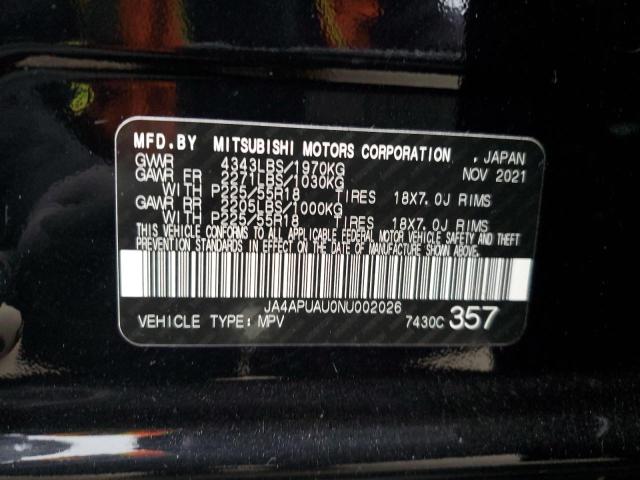 MFD.BY MITSUBISHI MOTORS CORPORATION , JAPAN
GVWR 4343LBS/1970KG NOV 2021
GAWR FR 2271LBS/1030KG
WITH P225/55R18 TIRES 18X7.0J RIMS
GAWR RR 2205LBS/1000KG
WITH P225/55R18 TIRES 18X7.0J RIMS
THIS VEHICLE CONFORMS TO ALL APPLICABLE FEDERAL MOTOR VEHICLE SAFETY AND THEFT
PREVENTION STANDARDS IN EFFECT ON THE DATE OF MANUFACTURE SHOWN ABOVE.
JA4APUAU0NU002026
VEHICLE TYPE: MPV 7430C 357